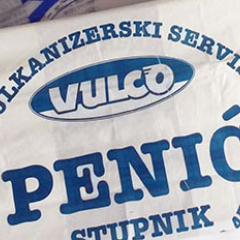 ULKANIZERSKI SERVI
VULCO
PENIĆ
STUPNIK